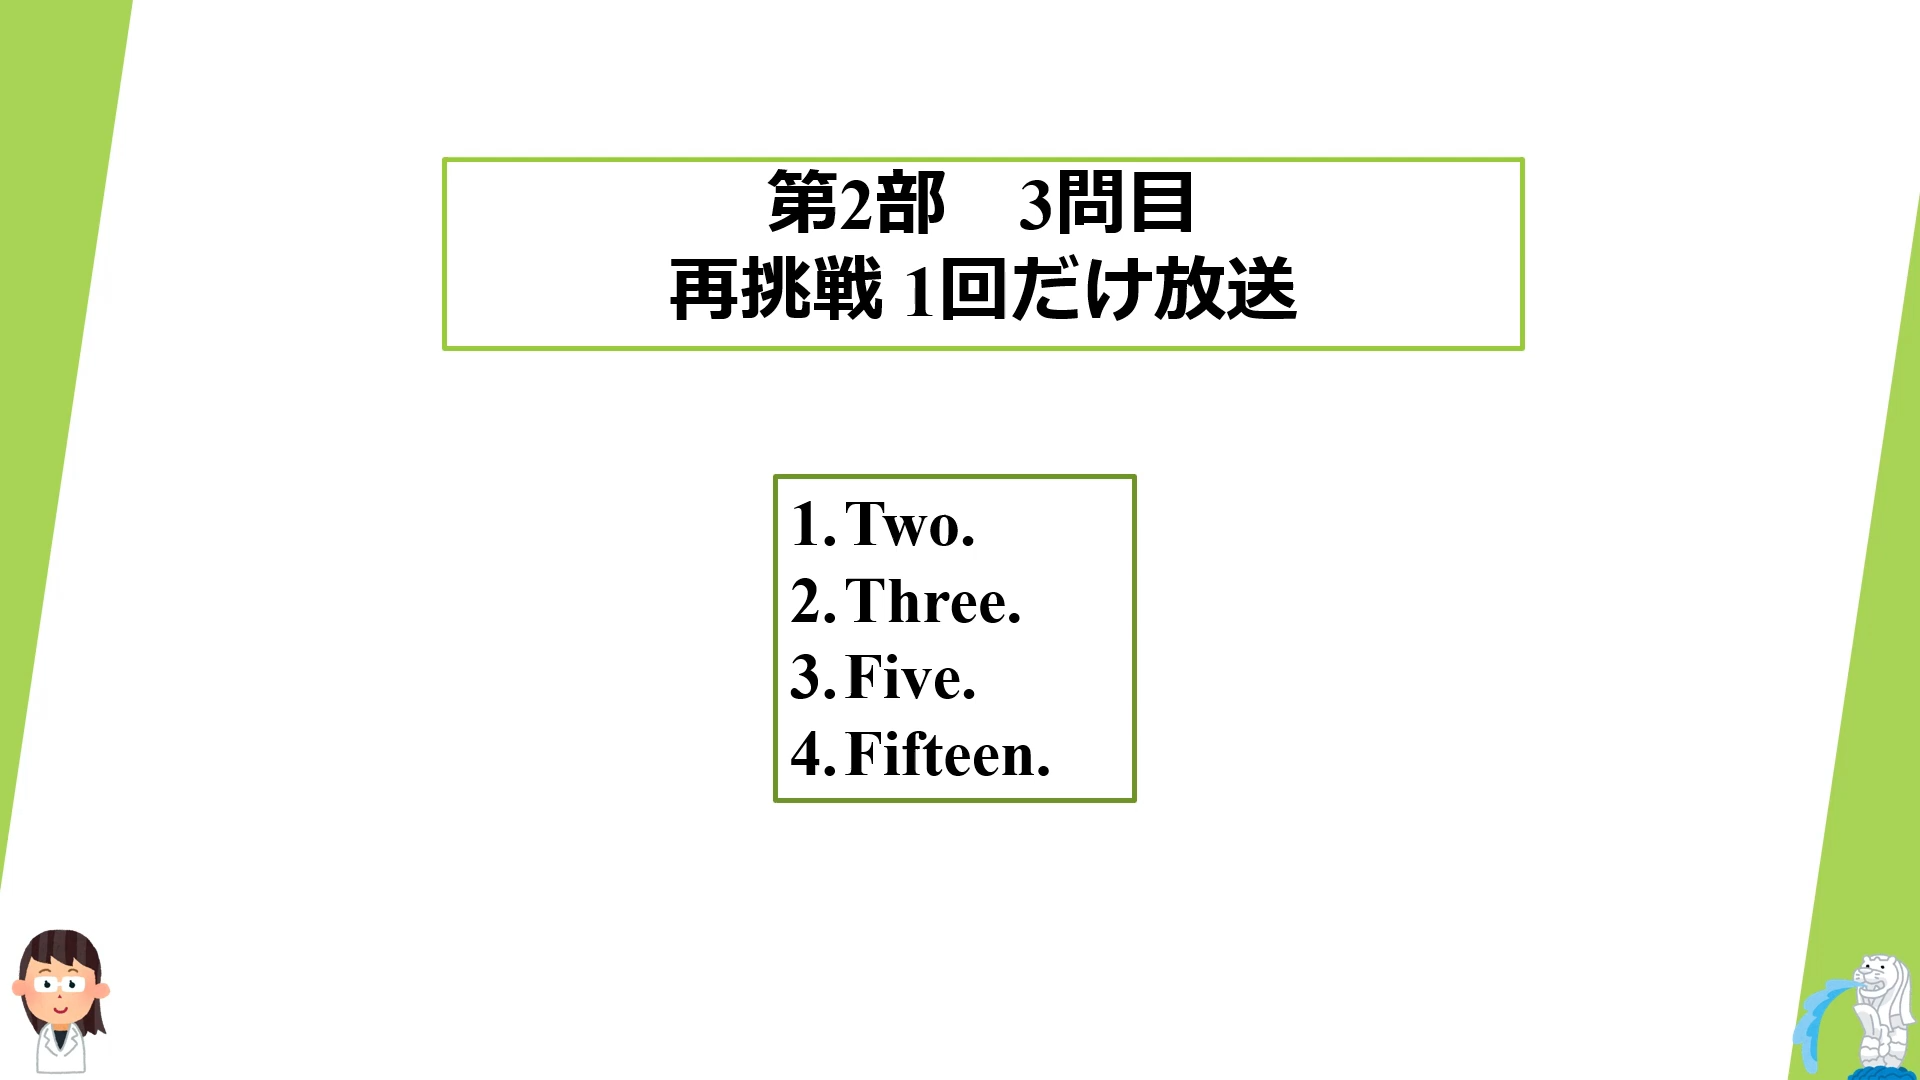 第2部　3問目
再挑戦 1回だけ放送
1. Two.
2. Three.
3. Five.
4. Fifteen.